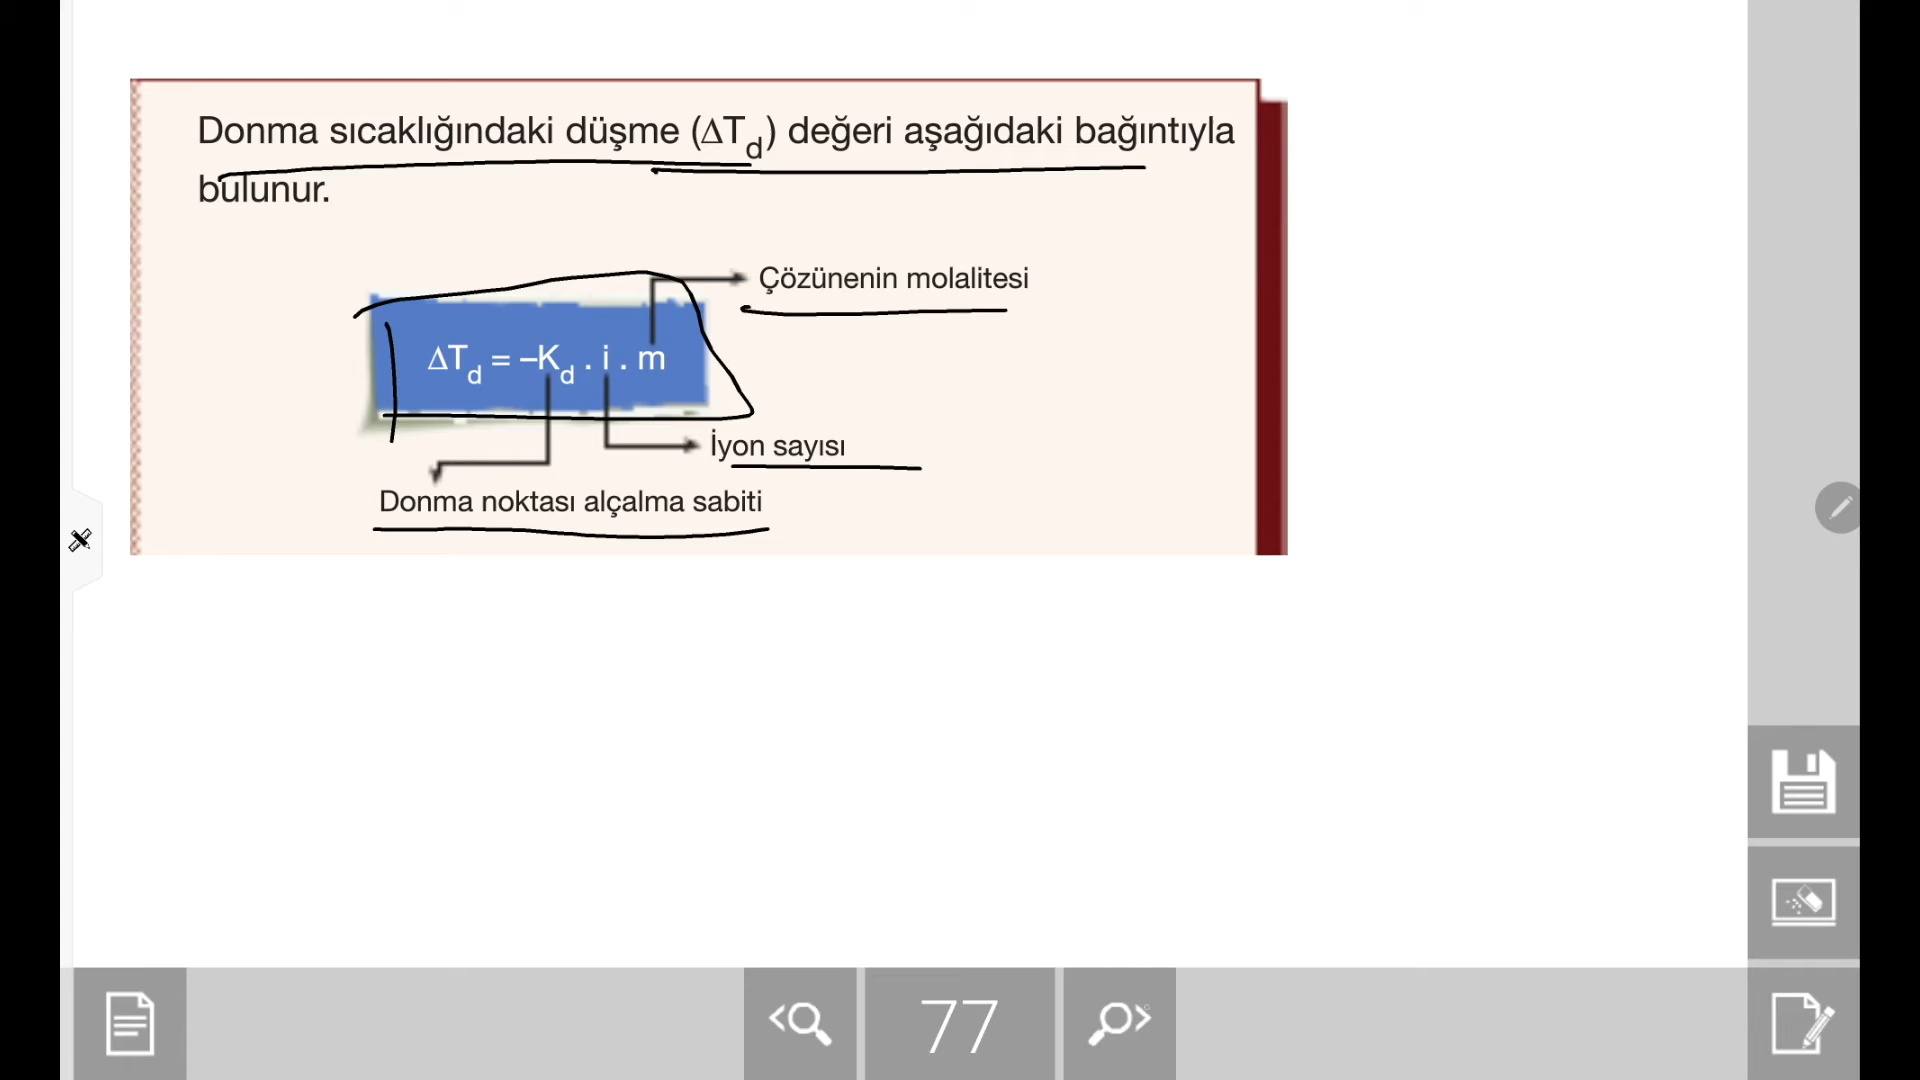 Donma sıcaklığındaki düşme (ΔTd) değeri aşağıdaki bağıntıyla
bulunur.
Çözünenin molalitesi
ΔTd = –Kd . i . m
İyon sayısı
Donma noktası alçalma sabiti
77